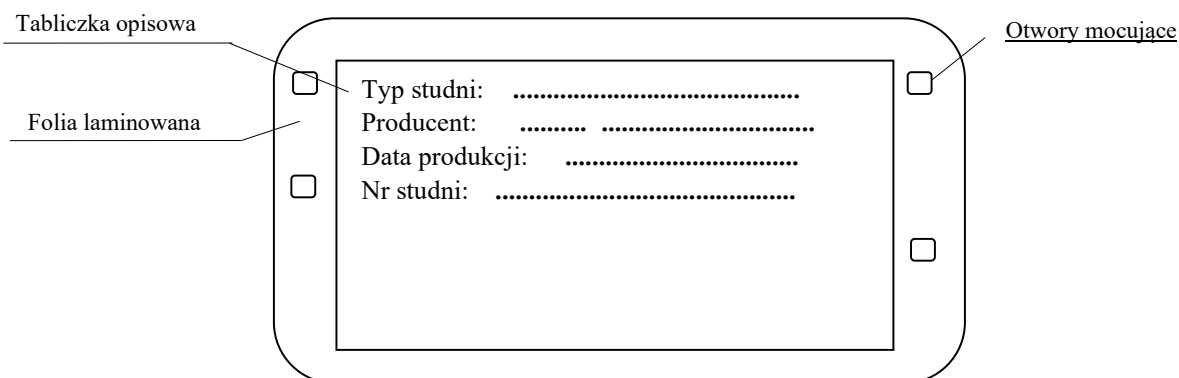 Tabliczka opisowa
Otwory mocujące
Folia laminowana
Typ studni: ...........................................
Producent: .......... ................................
Data produkcji: ...................................
Nr studni: .............................................